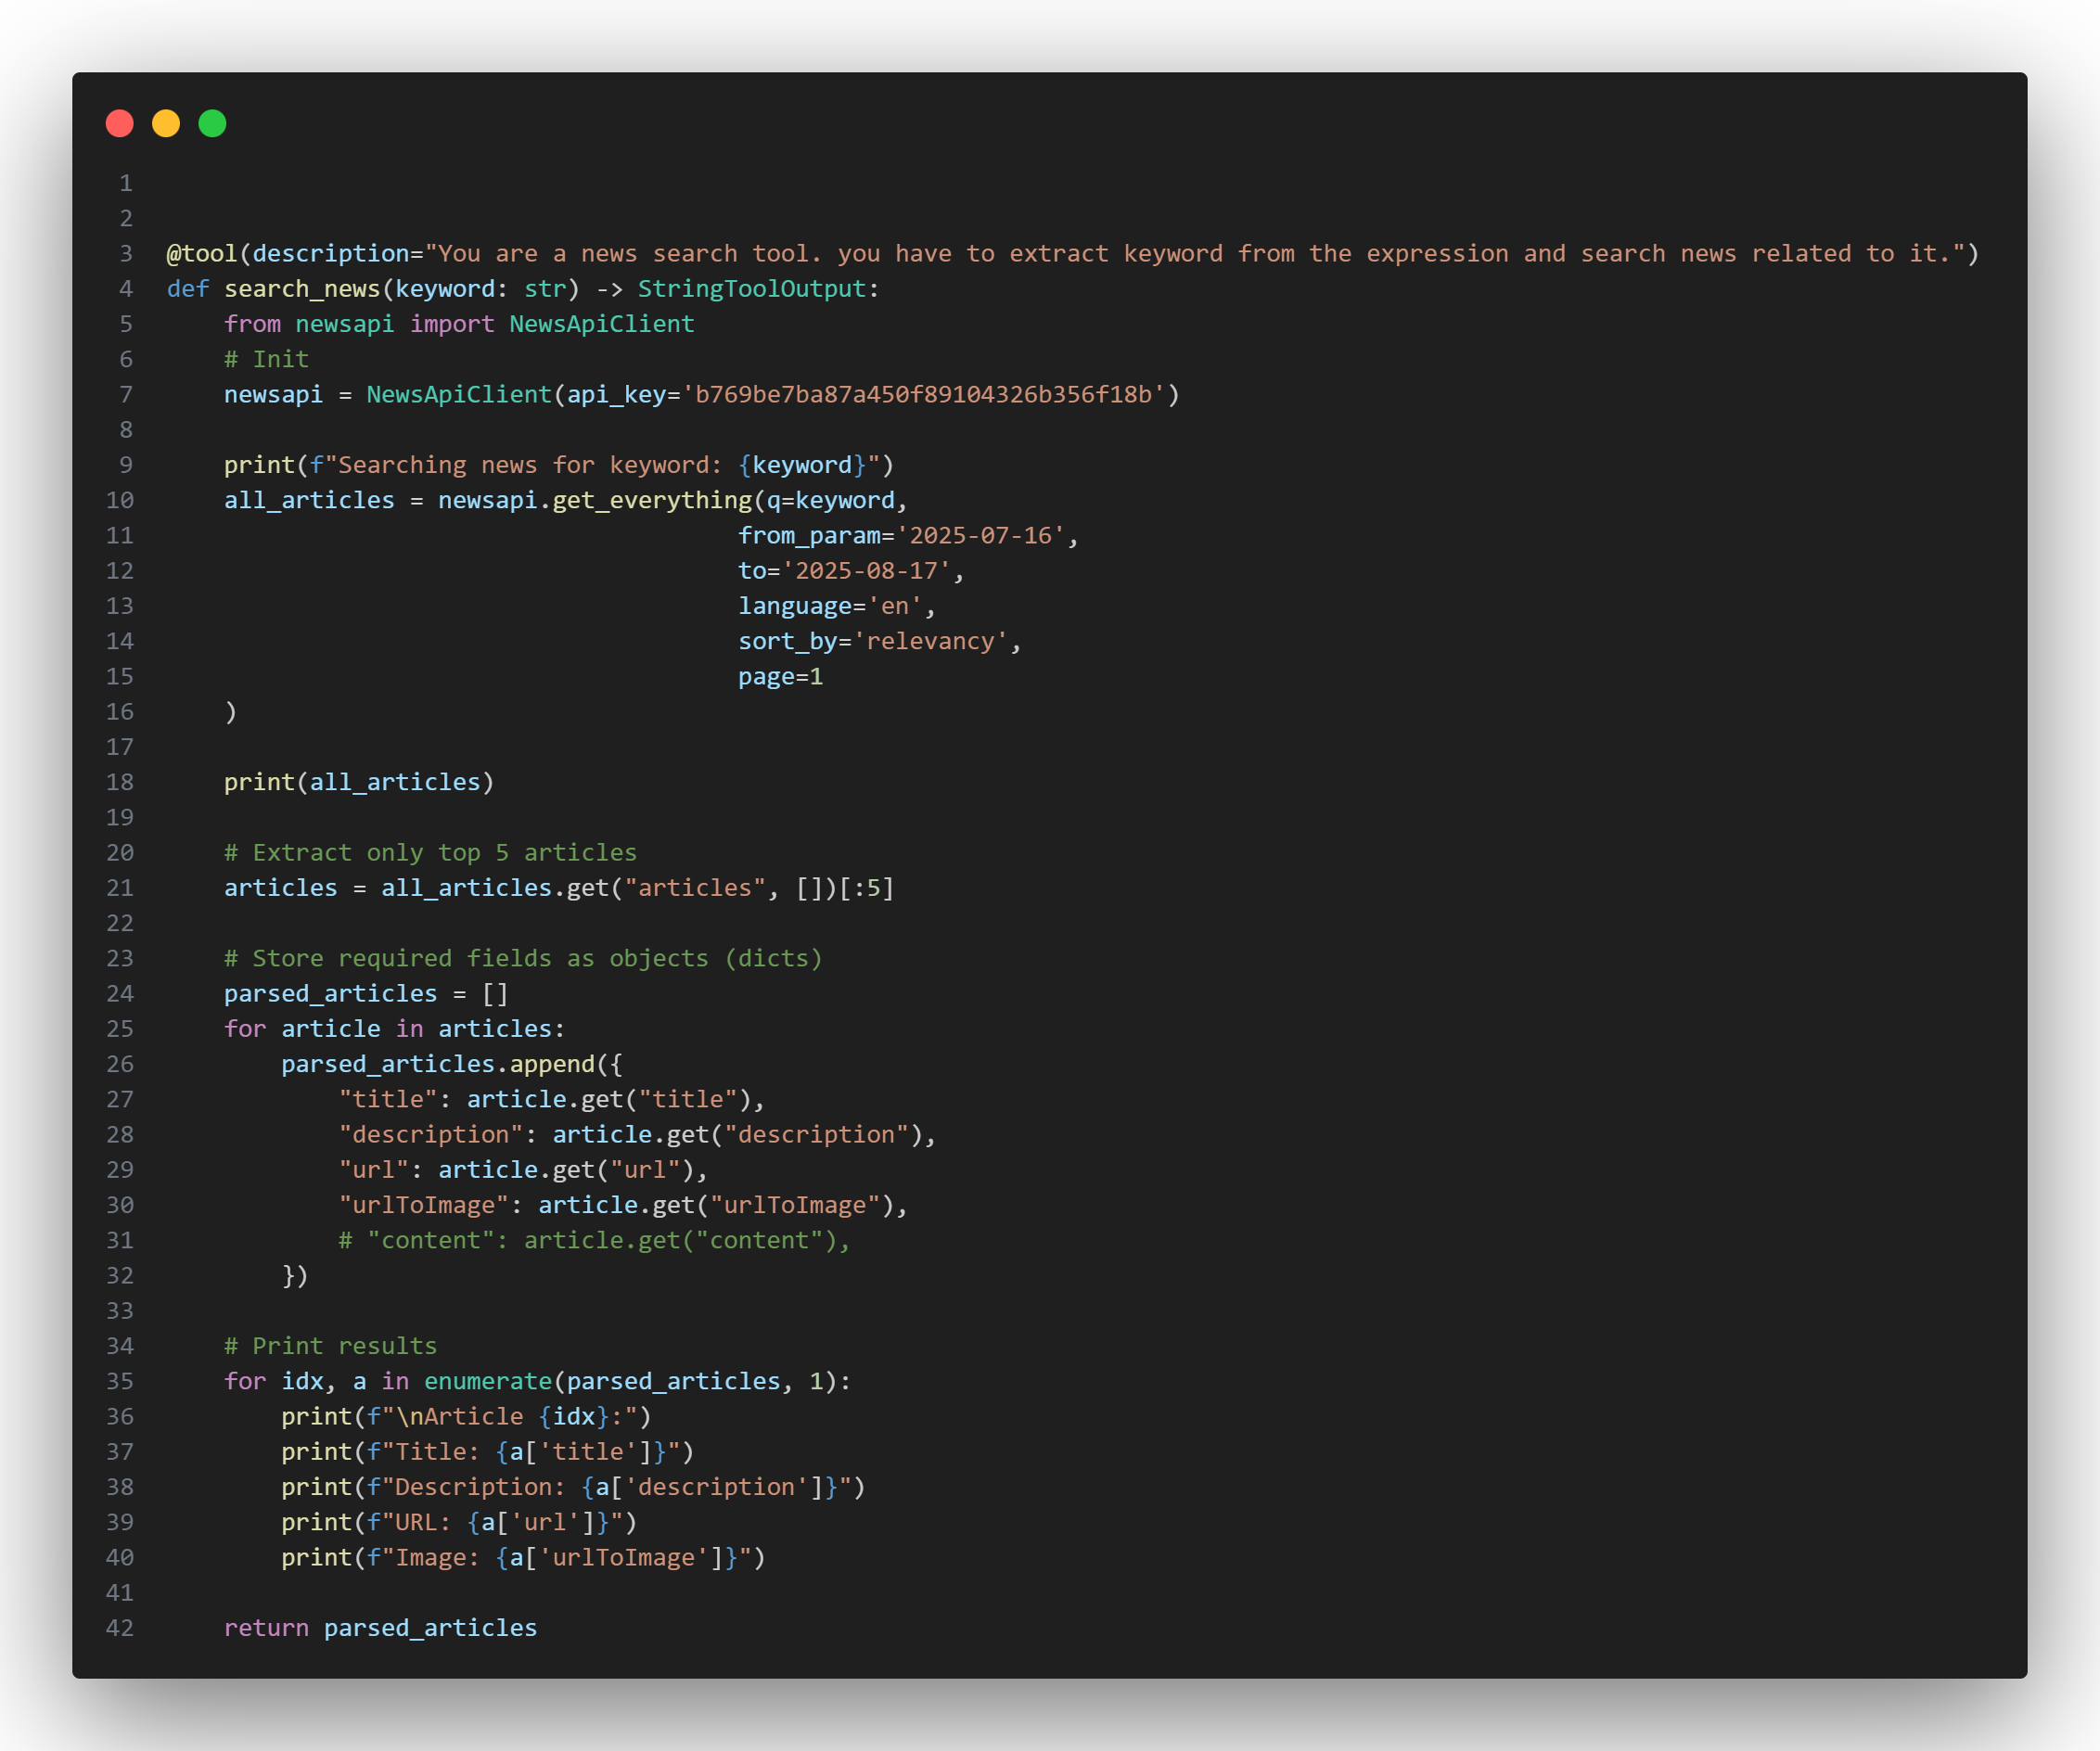 1
2
3 @tool(description="You are a news search tool. you have to extract keyword from the expression and search news related to it.")
4 def search_news(keyword: str) -> StringToolOutput:
5     from newsapi import NewsApiClient
6     # Init
7     newsapi = NewsApiClient(api_key='b769be7ba87a450f89104326b356f18b')
8
9     print(f"Searching news for keyword: {keyword}")
10     all_articles = newsapi.get_everything(q=keyword,
11                                         from_param='2025-07-16',
12                                         to='2025-08-17',
13                                         language='en',
14                                         sort_by='relevancy',
15                                         page=1
16     )
17
18     print(all_articles)
19
20     # Extract only top 5 articles
21     articles = all_articles.get("articles", [])[:5]
22
23     # Store required fields as objects (dicts)
24     parsed_articles = []
25     for article in articles:
26         parsed_articles.append({
27             "title": article.get("title"),
28             "description": article.get("description"),
29             "url": article.get("url"),
30             "urlToImage": article.get("urlToImage"),
31             # "content": article.get("content"),
32         })
33
34     # Print results
35     for idx, a in enumerate(parsed_articles, 1):
36         print(f"\nArticle {idx}:")
37         print(f"Title: {a['title']}")
38         print(f"Description: {a['description']}")
39         print(f"URL: {a['url']}")
40         print(f"Image: {a['urlToImage']}")
41
42     return parsed_articles